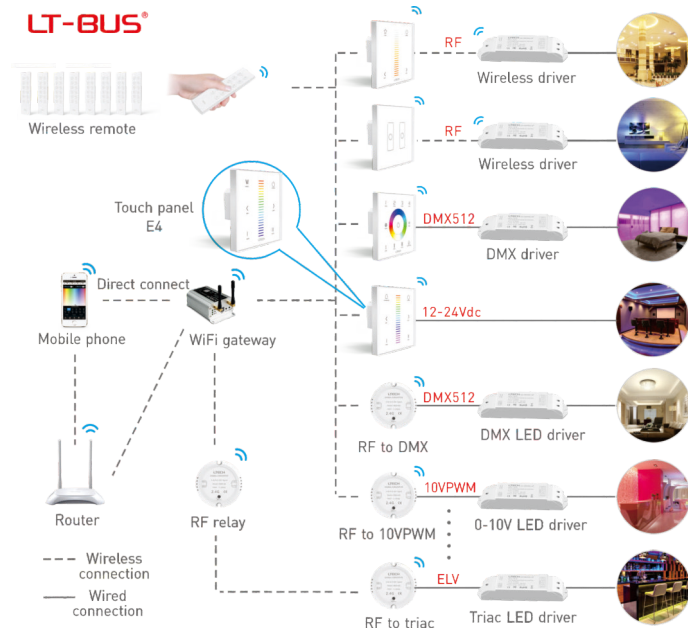 LT-BUS®
RF
Wireless driver
Wireless remote
RF
Wireless driver
Touch panel
E4
DMX512
DMX driver
Direct connect
12-24Vdc
Mobile phone
WiFi gateway
DMX512
RF to DMX
DMX LED driver
10VPWM
Router
RF relay
RF to 10VPWM
0-10V LED driver
Wireless
connection
Wired
connection
ELV
RF to triac
Triac LED driver